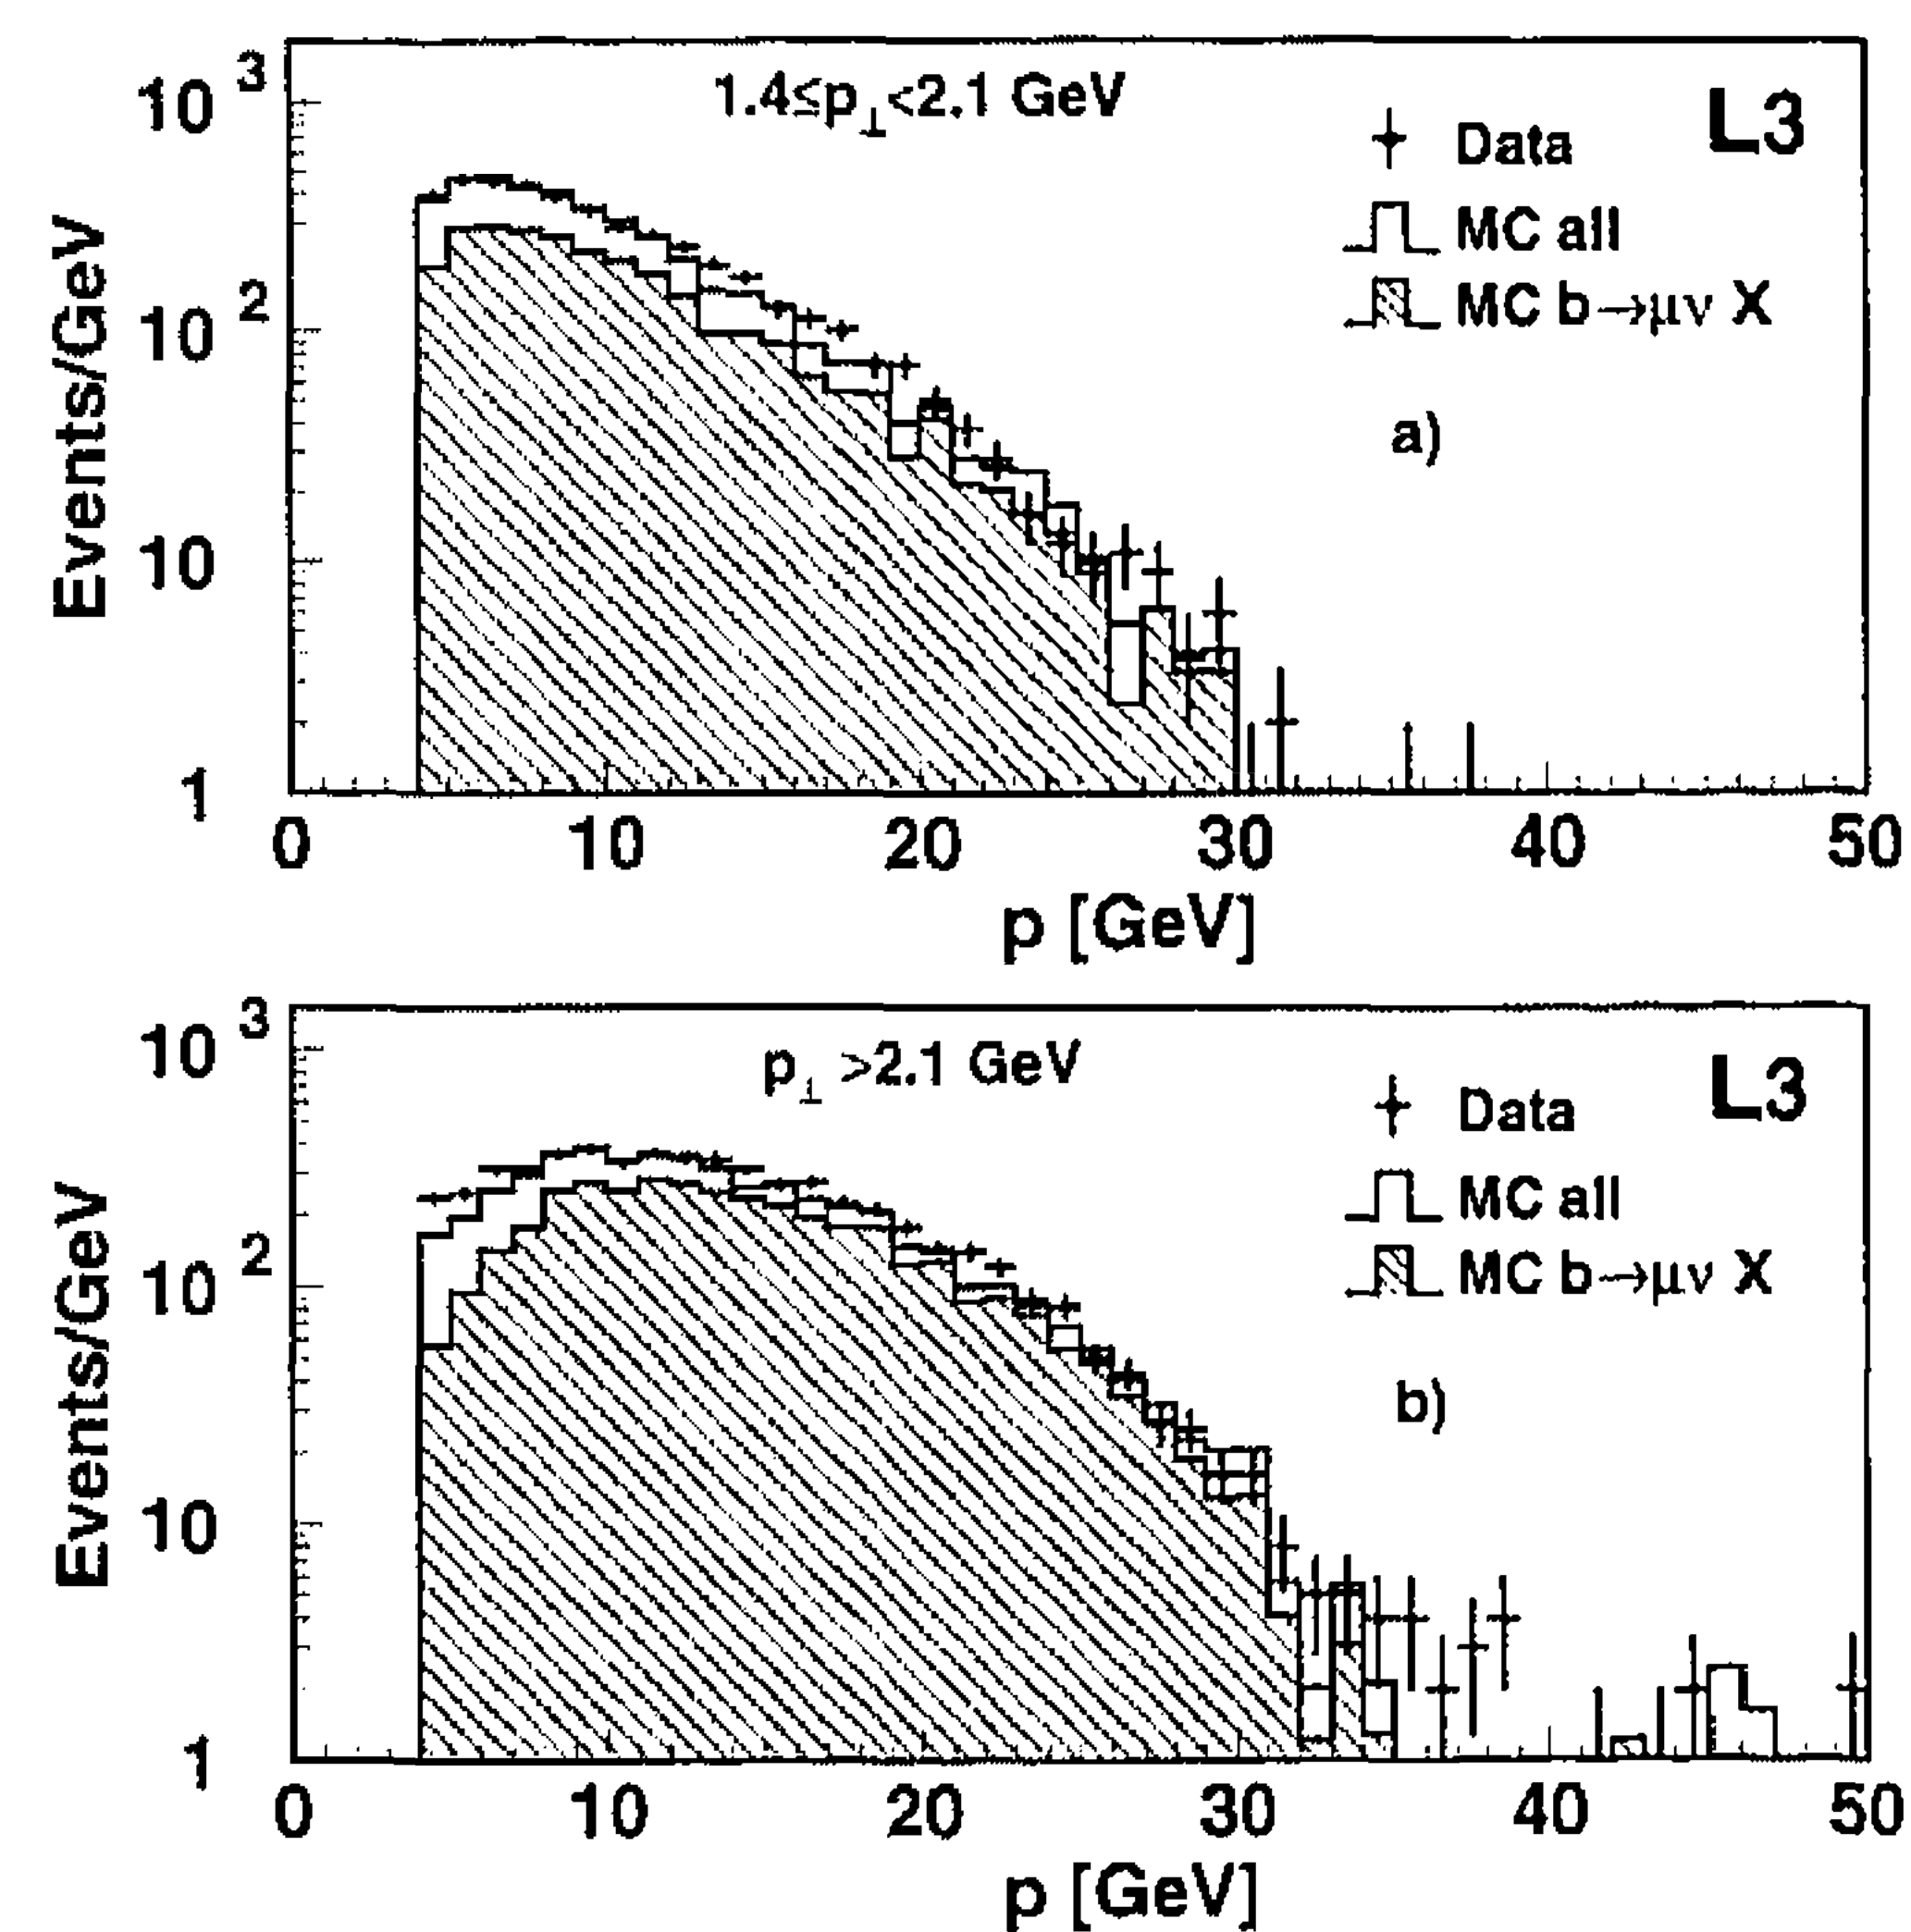 10 3
1.4≤p⊥<2.1 GeV
L3
Data
MC all
MC b→μν X
10 2
10
1
Events/GeV
a)
0 10 20 30 40 50
p [GeV]
10 3
p⊥ >2.1 GeV
L3
Data
MC all
MC b→μν X
10 2
10
1
Events/GeV
b)
0 10 20 30 40 50
p [GeV]